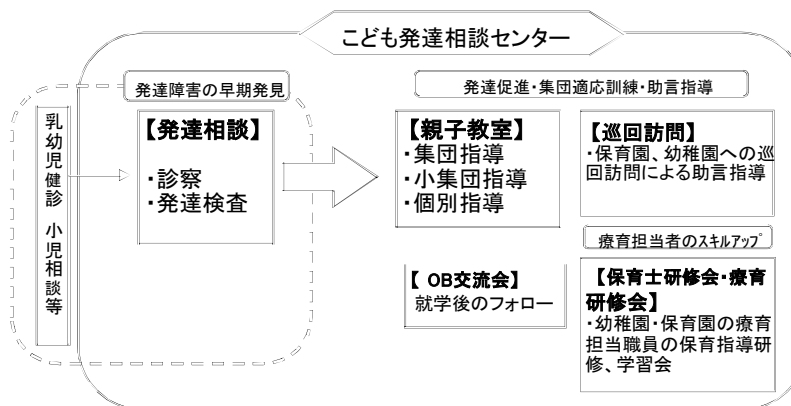 こども発達相談センター
発達障害の早期発見
発達促進・集団適応訓練・助言指導
乳幼児健診 小児相談等
【発達相談】
・診察
・発達検査
【親子教室】
・集団指導
・小集団指導
・個別指導
【巡回訪問】
・保育園、幼稚園への巡
回訪問による助言指導
療育担当者のスキルアップ
【 OB交流会】
就学後のフォロー
【保育士研修会・療育
研修会】
・幼稚園・保育園の療育
担当職員の保育指導研
修、学習会